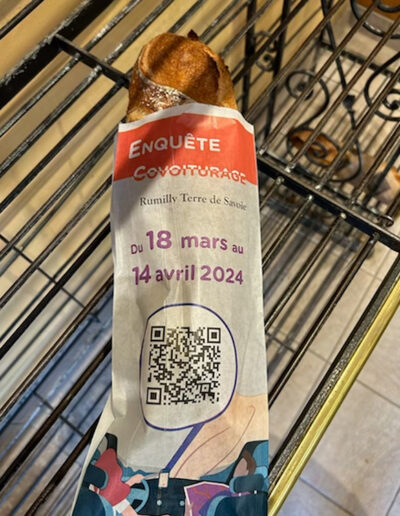 ENQUÊTE
COVOITURAGE
Rumilly Terre de Savoie
Du 18 mars au
14 avril 2024